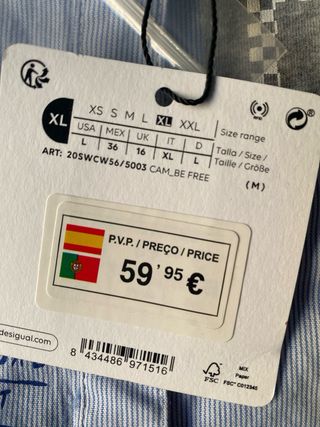 XL
XS S M L XL XXL
Size range
USA MEX UK IT D
Talla / Size /
L 36 16 XL L
Taille / Größe
ART: 20SWCW56/5003 CAM_BE FREE
(M)
P.V.P. / PREÇO / PRICE
59'95€
desigual.com
8 434486 971516
FSC
MIX
Paper
FSC® C012345